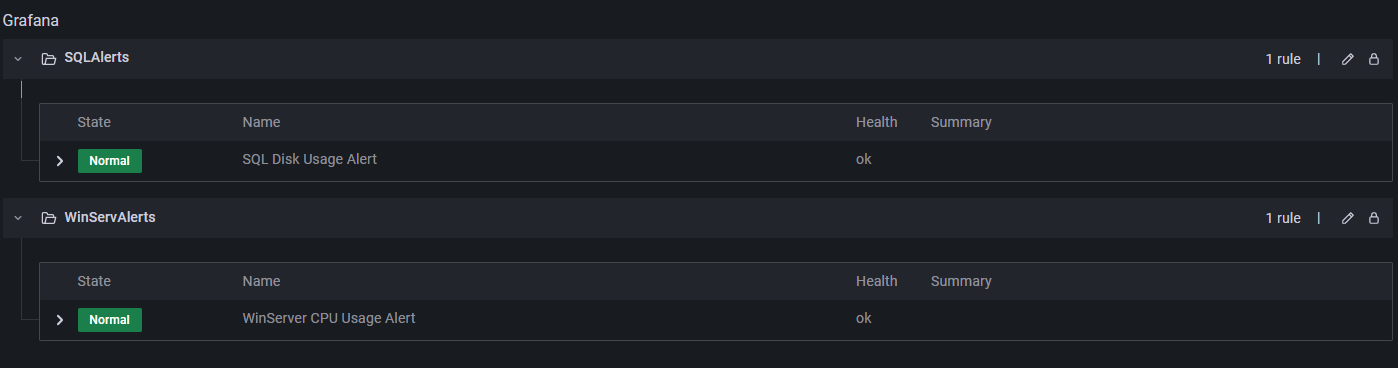 Grafana
SQLAlerts 1 rule |
State Name Health Summary
Normal SQL Disk Usage Alert ok
WinServAlerts 1 rule |
State Name Health Summary
Normal WinServer CPU Usage Alert ok